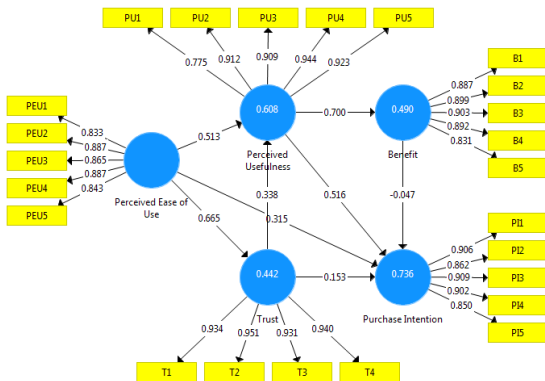 PU1 PU2 PU3 PU4 PU5
0.775 0.912 0.909 0.944 0.923
PEU1
PEU2
PEU3
PEU4
PEU5
0.833
0.887
0.865
0.887
0.843
Perceived Ease of
Use
0.513
0.608
Perceived
Usefulness
0.700
0.490
Benefit
0.887
0.899
0.903
0.892
0.831
B1
B2
B3
B4
B5
0.665
0.338
0.315
0.516
-0.047
0.442
Trust
0.153
0.736
Purchase Intention
0.906
0.862
0.909
0.902
0.850
PI1
PI2
PI3
PI4
PI5
0.934 0.951 0.931 0.940
T1 T2 T3 T4